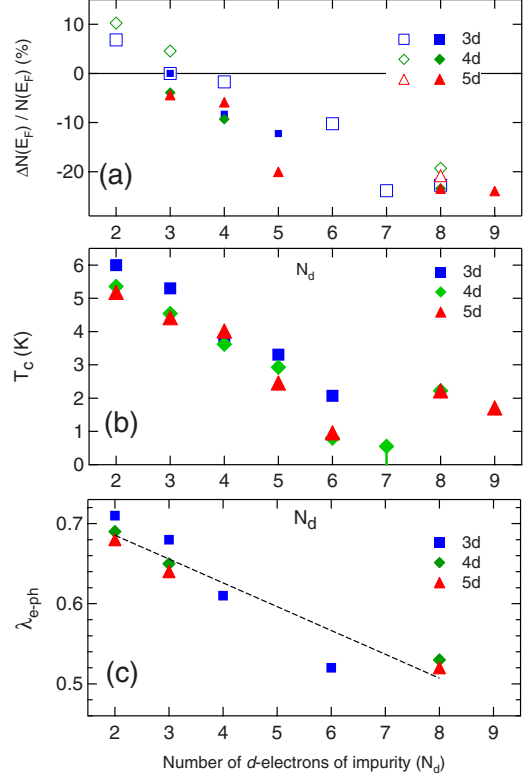 10
0
-10
-20
ΔN(E_F) / N(E_F) (%)
3d
4d
5d
(a)
2 3 4 5 6 7 8 9
N_d
6
5
4
3
2
1
0
T_C (K)
3d
4d
5d
(b)
2 3 4 5 6 7 8 9
N_d
0.7
0.6
0.5
λ_e-ph
3d
4d
5d
(c)
2 3 4 5 6 7 8 9
Number of d-electrons of impurity (N_d)